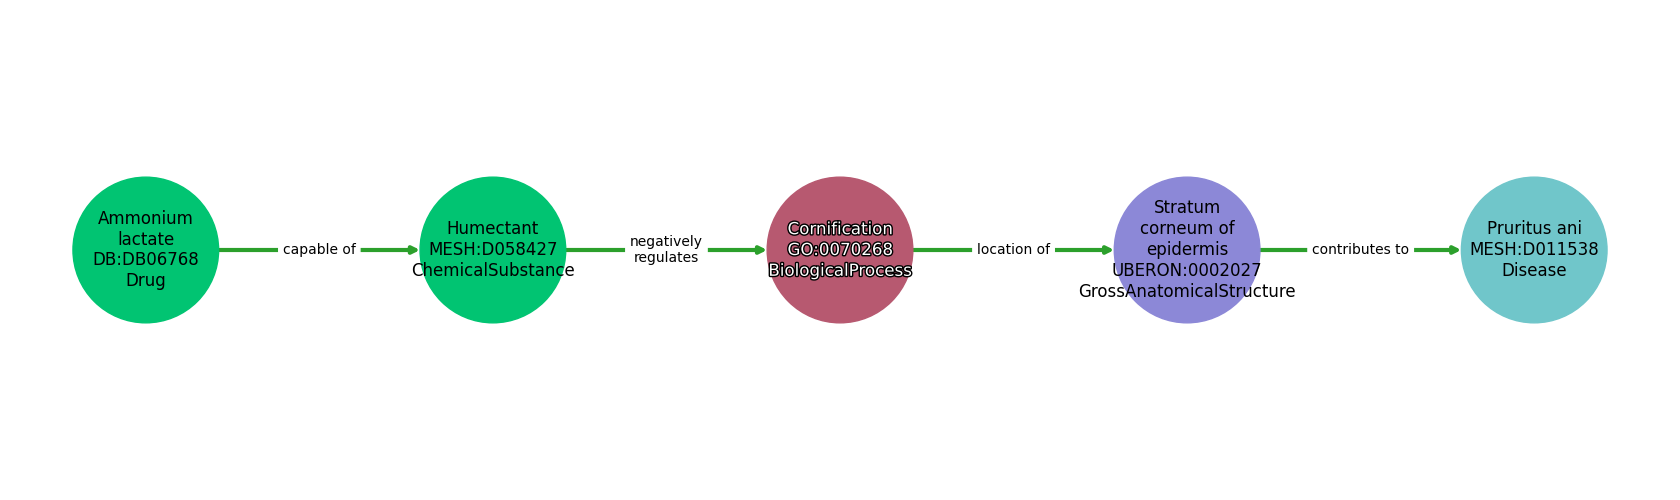 Ammonium
lactate
DB:DB06768
Drug
capable of
Humectant
MESH:D058427
ChemicalSubstance
negatively
regulates
Cornification
GO:0070268
BiologicalProcess
location of
Stratum
corneum of
epidermis
UBERON:0002027
GrossAnatomicalStructure
contributes to
Pruritus ani
MESH:D011538
Disease